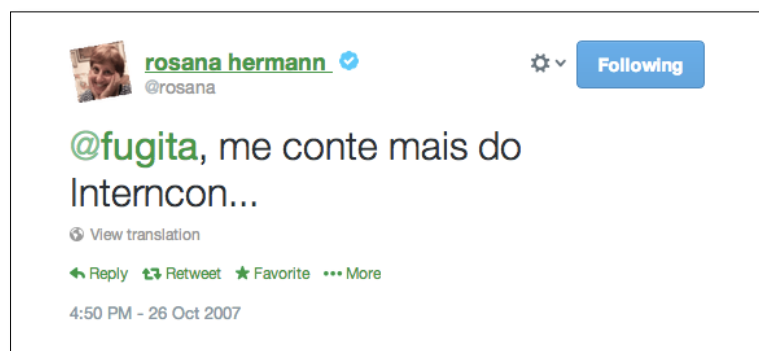 rosana hermann
Following
@rosana
@fugita, me conte mais do
Interncon...
View translation
Reply Retweet Favorite More
4:50 PM - 26 Oct 2007